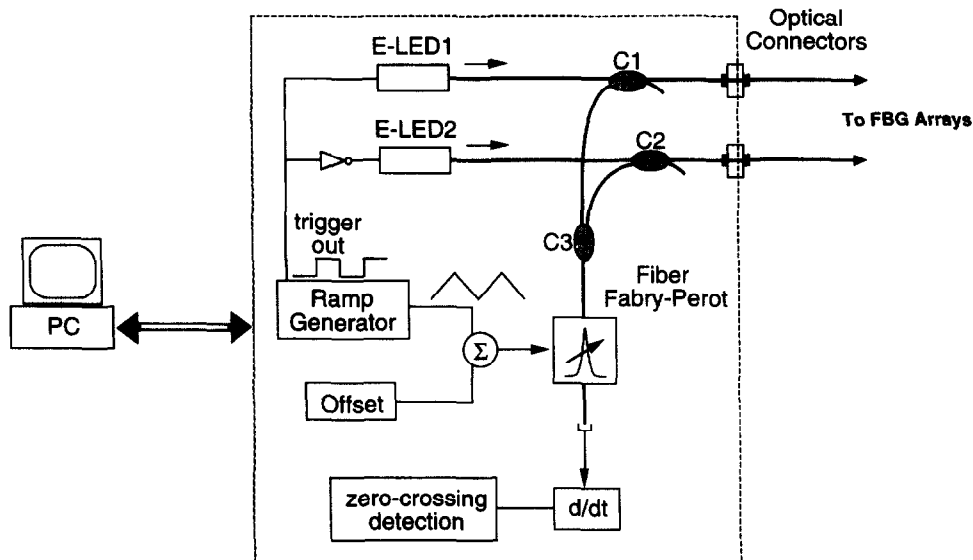 Optical
Connectors
E-LED1
C1
To FBG Arrays
E-LED2
C2
trigger
out
C3
Fiber
Fabry-Perot
Ramp
Generator
PC
Σ
Offset
zero-crossing
detection
d/dt